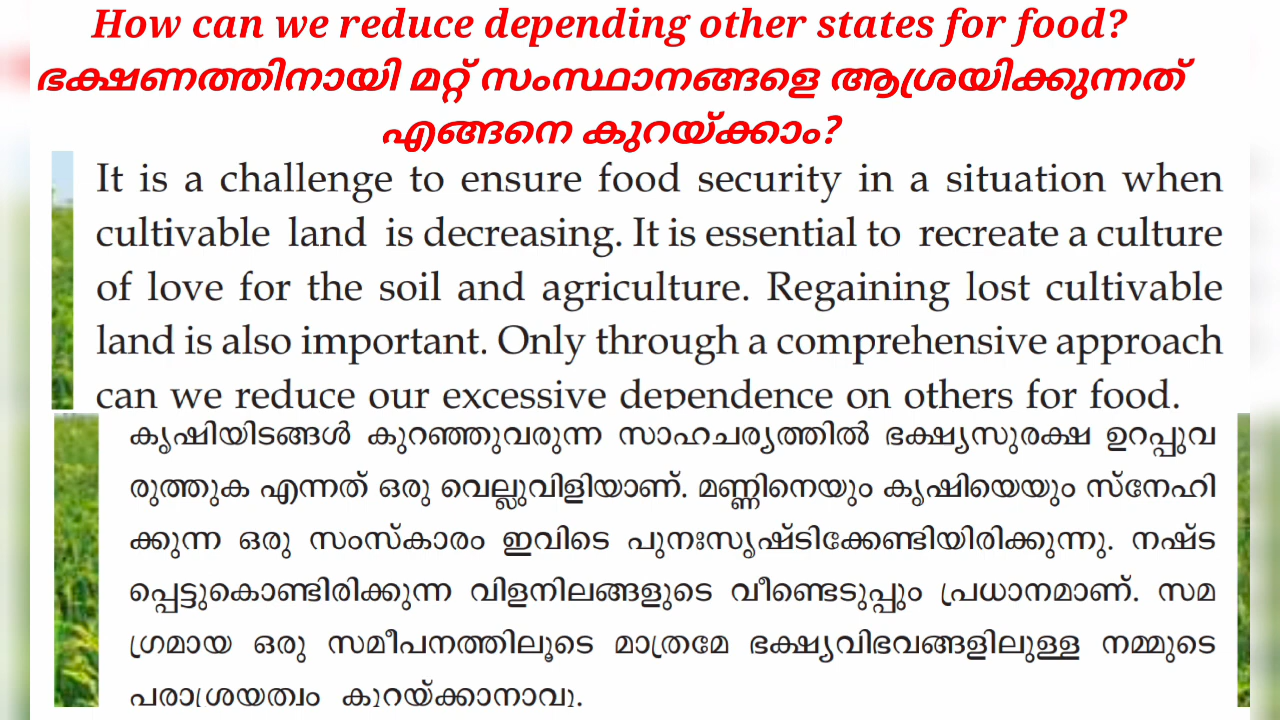 How can we reduce depending other states for food?
ഭക്ഷണത്തിനായി മറ്റ് സംസ്ഥാനങ്ങളെ ആശ്രയിക്കുന്നത്
എങ്ങനെ കുറയ്ക്കാം?
It is a challenge to ensure food security in a situation when
cultivable land is decreasing. It is essential to recreate a culture
of love for the soil and agriculture. Regaining lost cultivable
land is also important. Only through a comprehensive approach
can we reduce our excessive dependence on others for food.
കൃഷിയിടങ്ങൾ കുറഞ്ഞുവരുന്ന സാഹചര്യത്തിൽ ഭക്ഷ്യസുരക്ഷ ഉറപ്പുവ
രുത്തുക എന്നത് ഒരു വെല്ലുവിളിയാണ്. മണ്ണിനെയും കൃഷിയെയും സ്നേഹി
ക്കുന്ന ഒരു സംസ്കാരം ഇവിടെ പുനഃസൃഷ്ടിക്കേണ്ടിയിരിക്കുന്നു. നഷ്ട
പ്പെട്ടുകൊണ്ടിരിക്കുന്ന വിളനിലങ്ങളുടെ വീണ്ടെടുപ്പും പ്രധാനമാണ്. സമ
ഗ്രമായ ഒരു സമീപനത്തിലൂടെ മാത്രമേ ഭക്ഷ്യവിഭവങ്ങളിലുള്ള നമ്മുടെ
പരാശ്രയത്വം കുറയ്ക്കാനാവൂ.